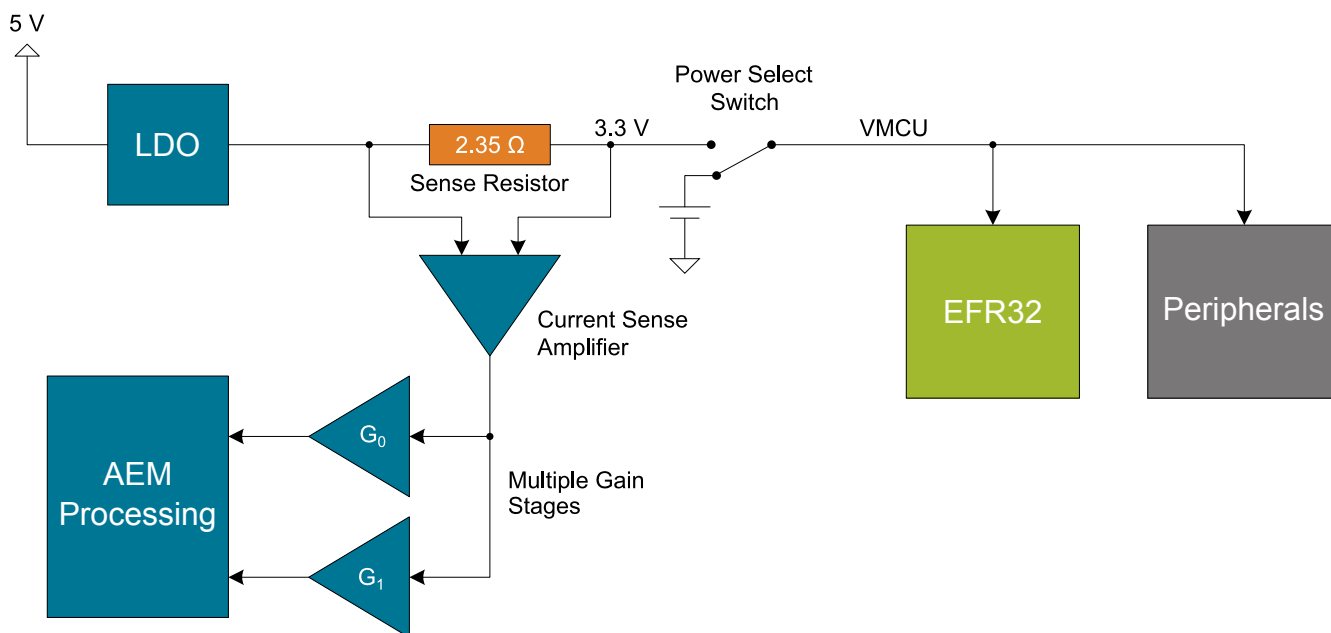 5 V
LDO
2.35 Ω
Sense Resistor
3.3 V
Power Select
Switch
VMCU
EFR32
Peripherals
Current Sense
Amplifier
AEM
Processing
G₀
Multiple Gain
Stages
G₁